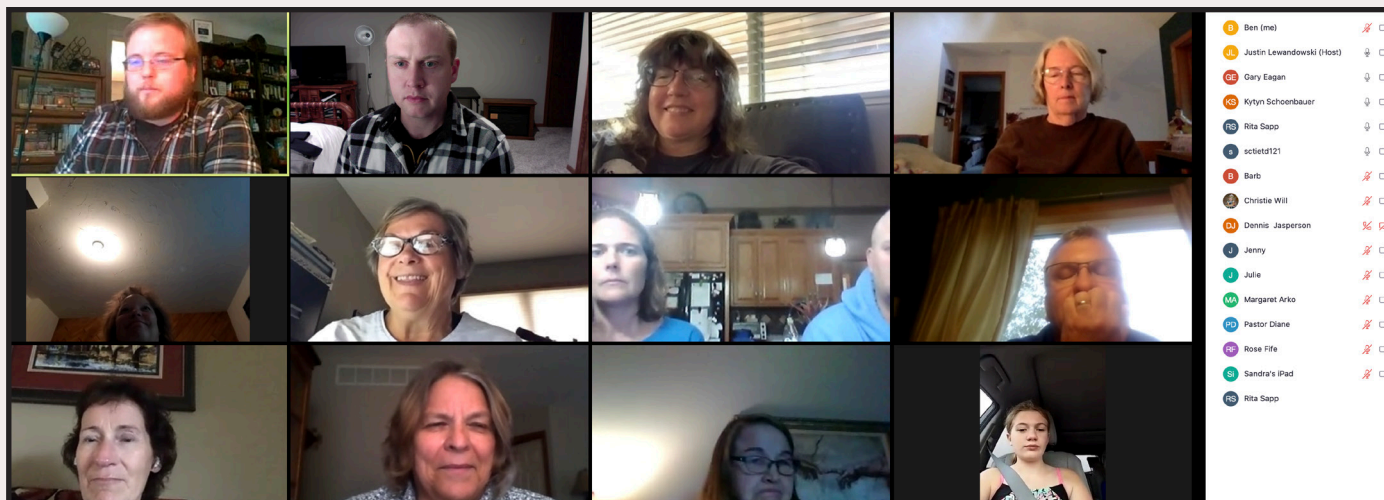 B Ben (me)
JL Justin Lewandowski (Host)
GE Gary Eagan
KS Kytyn Schoenbauer
RS Rita Sapp
s sctietd121
B Barb
Christie Will
DJ Dennis Jasperson
J Jenny
J Julie
MA Margaret Arko
PD Pastor Diane
RF Rose Fife
SI Sandra's iPad
RS Rita Sapp